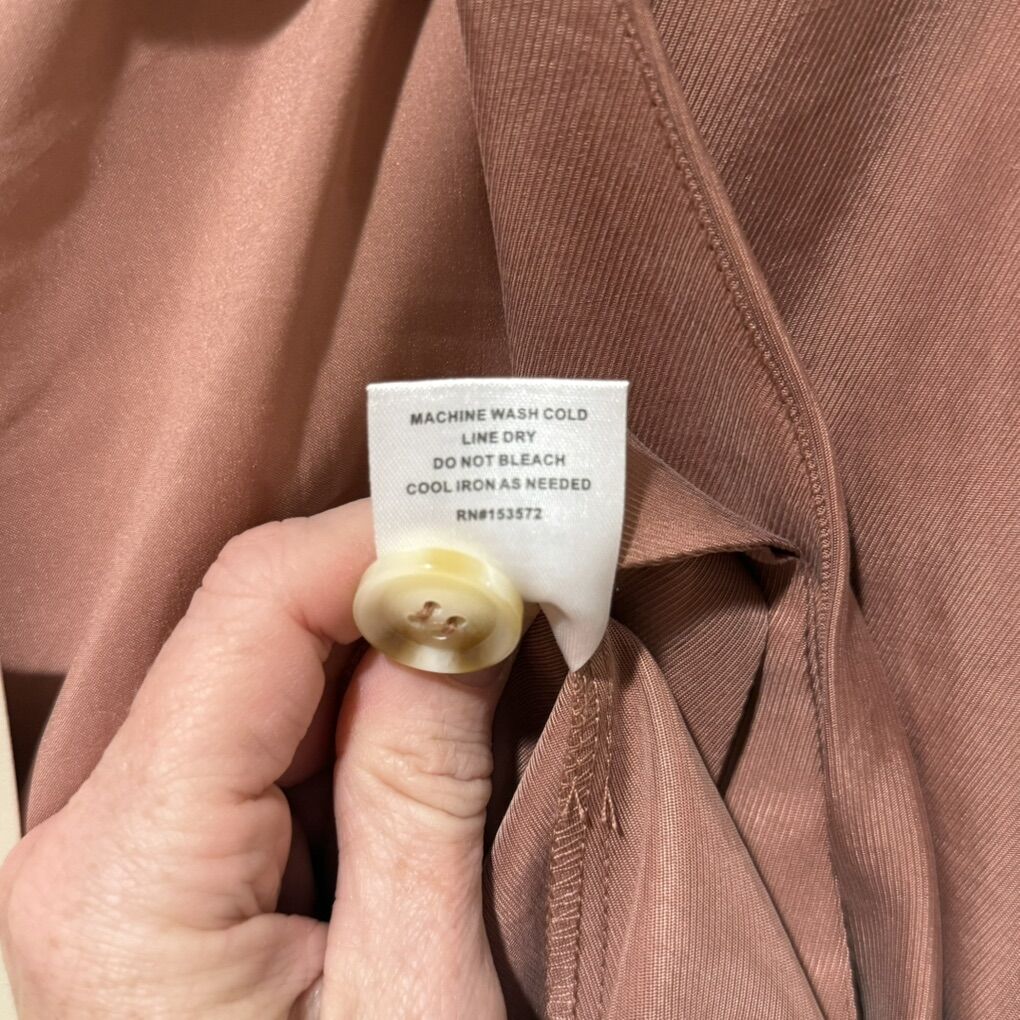 MACHINE WASH COLD
LINE DRY
DO NOT BLEACH
COOL IRON AS NEEDED
RN#153572